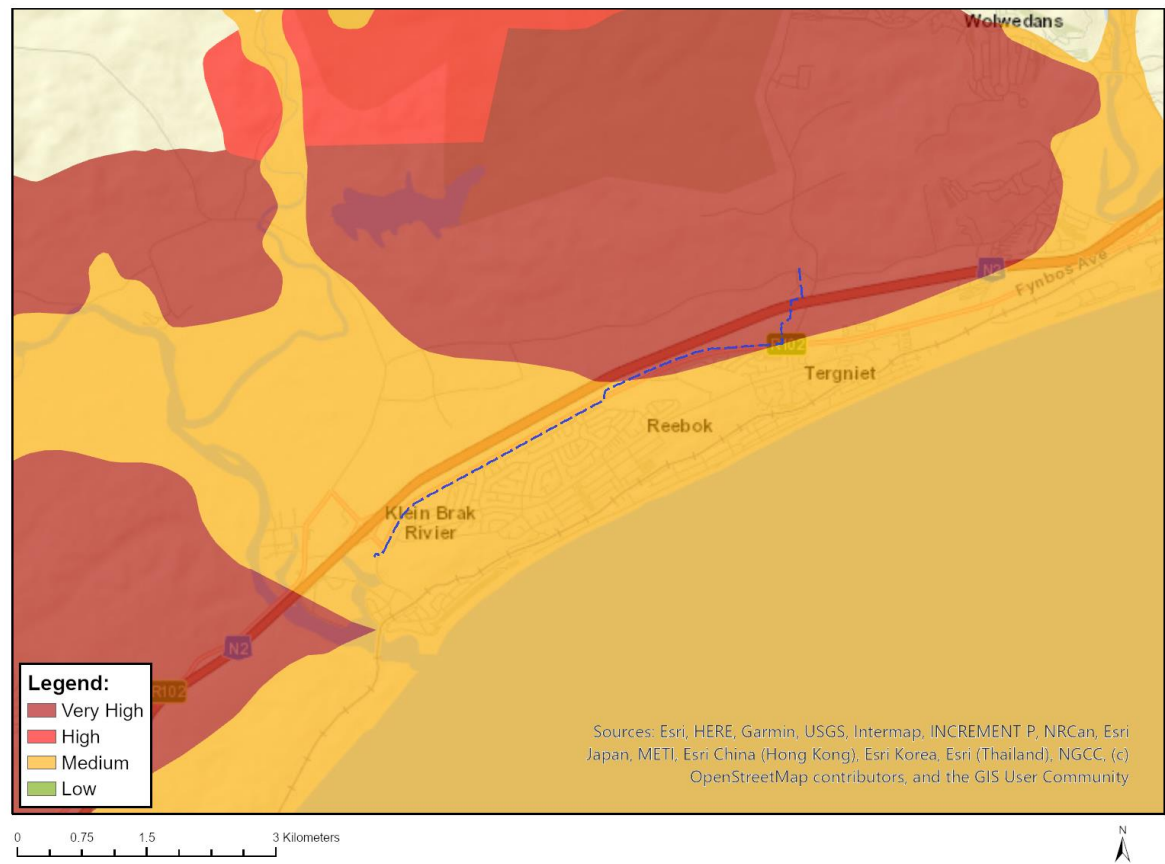 Wolwedans
N2
Fynbos Ave
R102
Tergniet
Reebok
Klein Brak
Rivier
N2
R102
Legend:
Very High
High
Medium
Low
Sources: Esri, HERE, Garmin, USGS, Intermap, INCREMENT P, NRCan, Esri
Japan, METI, Esri China (Hong Kong), Esri Korea, Esri (Thailand), NGCC, (c)
OpenStreetMap contributors, and the GIS User Community
0 0.75 1.5 3 Kilometers
N